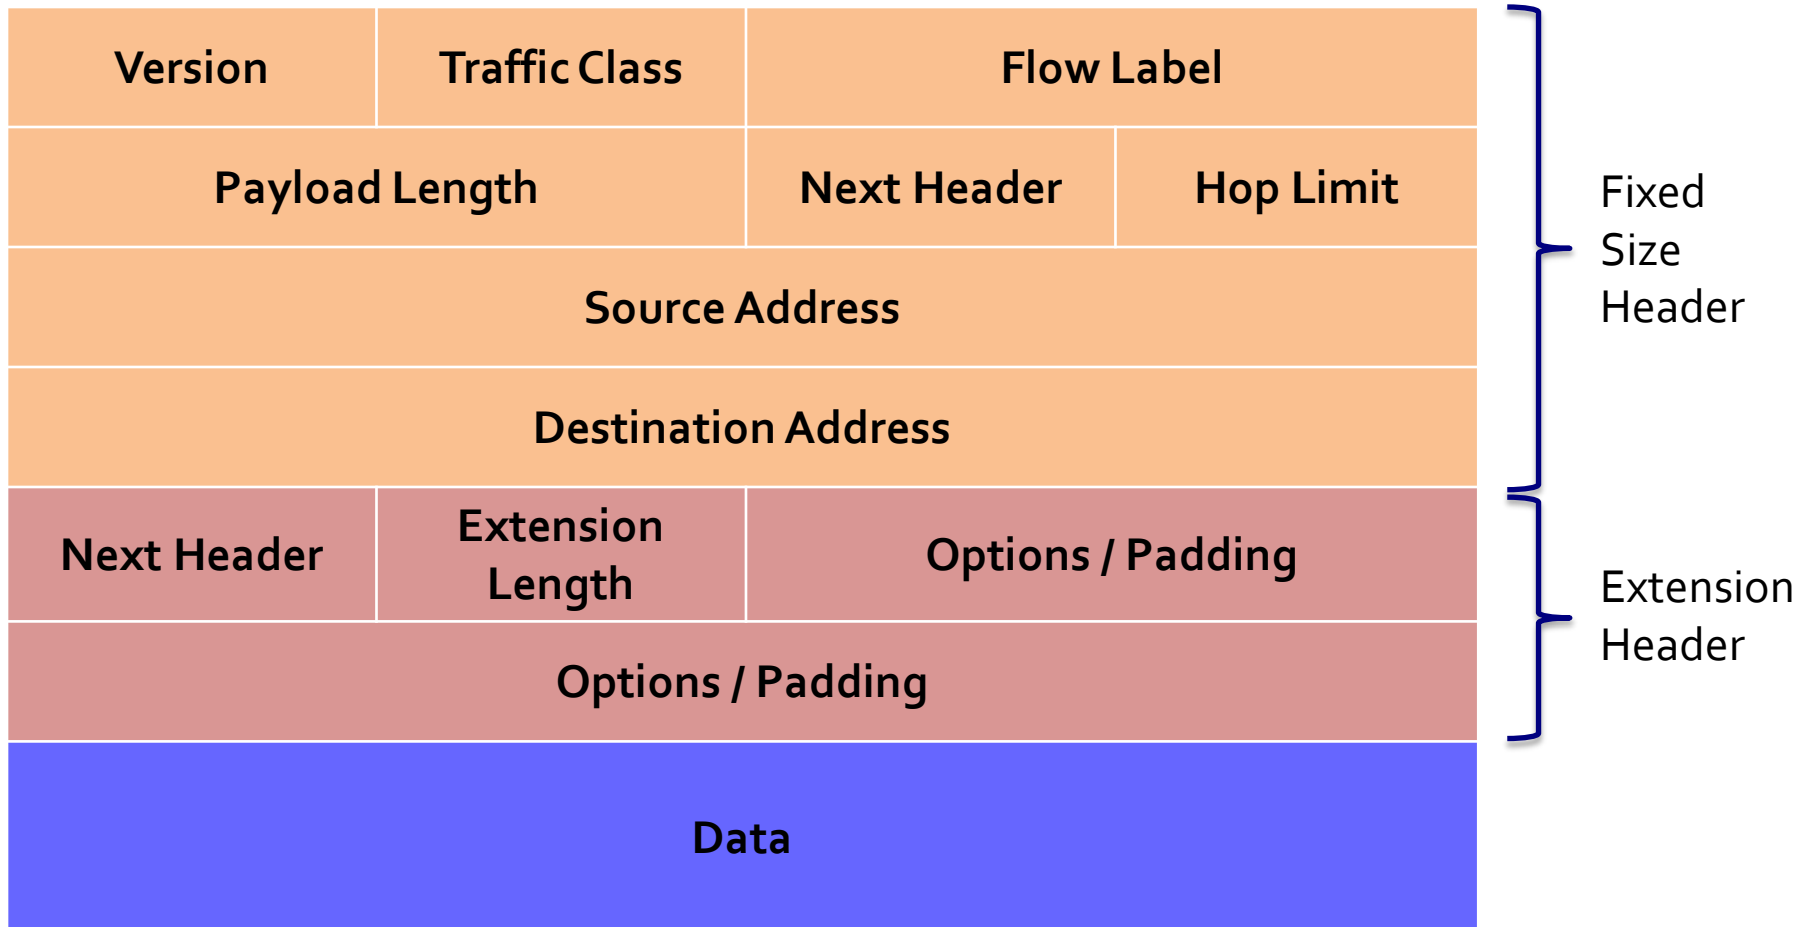 Version
Traffic Class
Flow Label
Payload Length
Next Header
Hop Limit
Source Address
Destination Address
Next Header
Extension
Length
Options / Padding
Options / Padding
Data
Fixed
Size
Header
Extension
Header